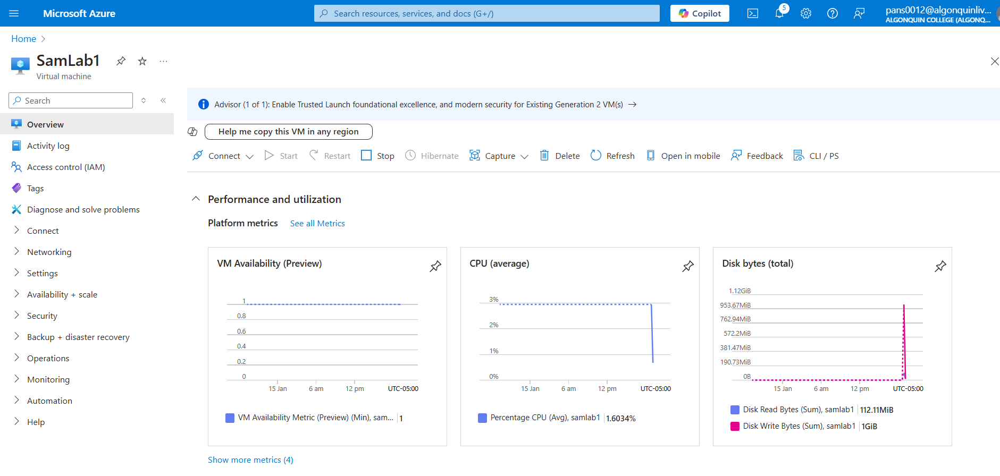 Microsoft Azure
Search resources, services, and docs (G+/)
Copilot
5
pans0012@algonquinliv...
ALGONQUIN COLLEGE (ALGONQ...
Home
SamLab1
Virtual machine
Search
Overview
Activity log
Access control (IAM)
Tags
Diagnose and solve problems
Connect
Networking
Settings
Availability + scale
Security
Backup + disaster recovery
Operations
Monitoring
Automation
Help
Advisor (1 of 1): Enable Trusted Launch foundational excellence, and modern security for Existing Generation 2 VM(s) →
Help me copy this VM in any region
Connect Start Restart Stop Hibernate Capture Delete Refresh Open in mobile Feedback CLI / PS
Performance and utilization
Platform metrics See all Metrics
VM Availability (Preview)
1
0.8
0.6
0.4
0.2
0
15 Jan 6 am 12 pm UTC-05:00
VM Availability Metric (Preview) (Min), sam... 1
CPU (average)
3%
2%
1%
0%
15 Jan 6 am 12 pm UTC-05:00
Percentage CPU (Avg), samlab1 1.6034%
Disk bytes (total)
1.12GiB
953.67MiB
762.94MiB
572.2MiB
381.47MiB
190.73MiB
0B
15 Jan 6 am 12 pm UTC-05:00
Disk Read Bytes (Sum), samlab1 112.11MiB
Disk Write Bytes (Sum), samlab1 1GiB
Show more metrics (4)